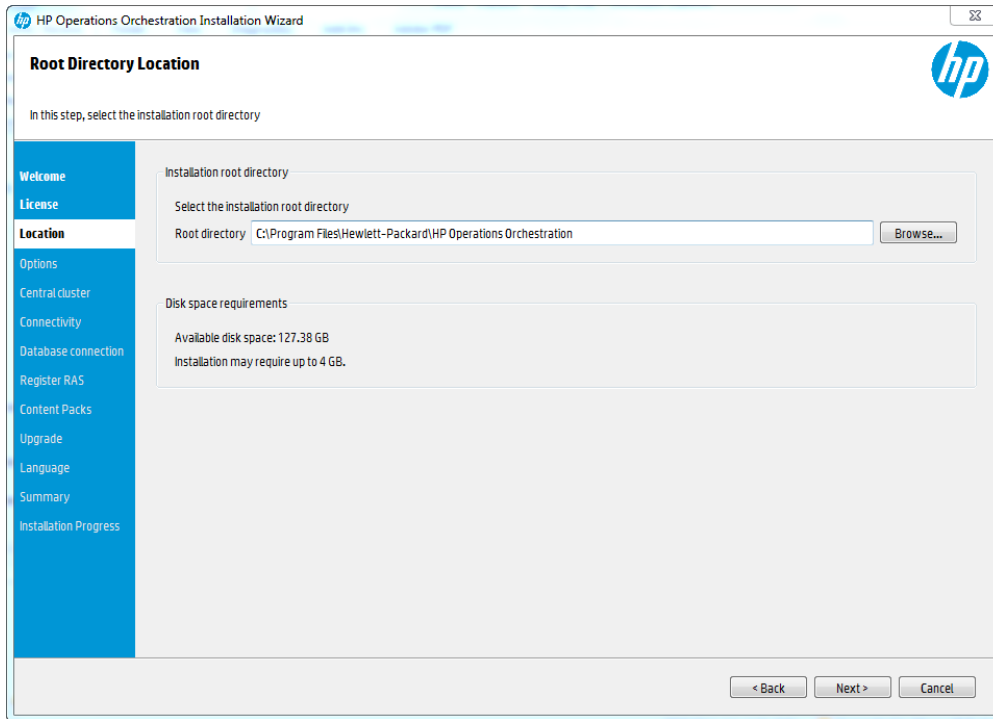 HP Operations Orchestration Installation Wizard
Root Directory Location
hp
In this step, select the installation root directory
Welcome
License
Location
Options
Central cluster
Connectivity
Database connection
Register RAS
Content Packs
Upgrade
Language
Summary
Installation Progress
Installation root directory
Select the installation root directory
Root directory C:\Program Files\Hewlett-Packard\HP Operations Orchestration Browse...
Disk space requirements
Available disk space: 127.38 GB
Installation may require up to 4 GB.
< Back Next > Cancel